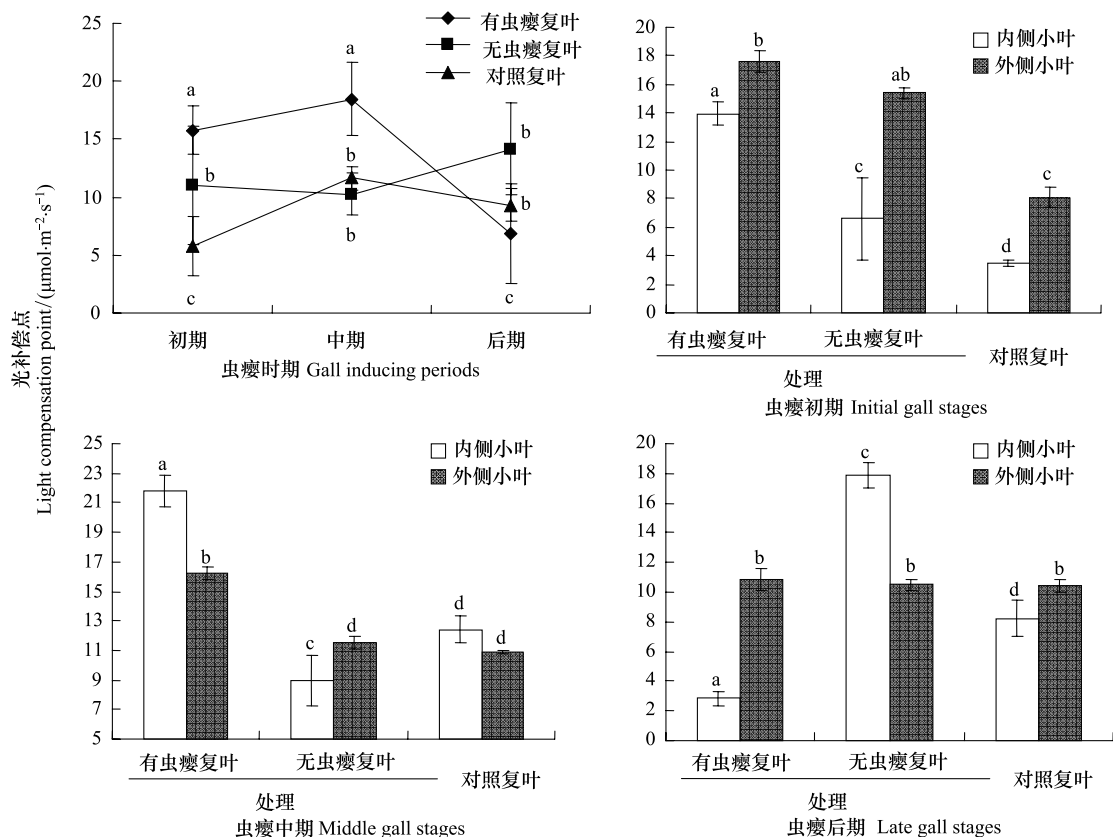 光补偿点
Light compensation point/(μmol·m⁻²·s⁻¹)
25
20
15
10
5
0
有虫瘿复叶
无虫瘿复叶
对照复叶
a
a
b
b
b
b
b
c
c
初期 中期 后期
虫瘿时期 Gall inducing periods
20
18
16
14
12
10
8
6
4
2
0
内侧小叶
外侧小叶
a
b
c
ab
d
c
有虫瘿复叶 无虫瘿复叶 对照复叶
处理
虫瘿初期 Initial gall stages
25
23
21
19
17
15
13
11
9
7
5
内侧小叶
外侧小叶
a
b
c
d
d
d
有虫瘿复叶 无虫瘿复叶 对照复叶
处理
虫瘿中期 Middle gall stages
20
18
16
14
12
10
8
6
4
2
0
内侧小叶
外侧小叶
a
b
c
b
d
b
有虫瘿复叶 无虫瘿复叶 对照复叶
处理
虫瘿后期 Late gall stages